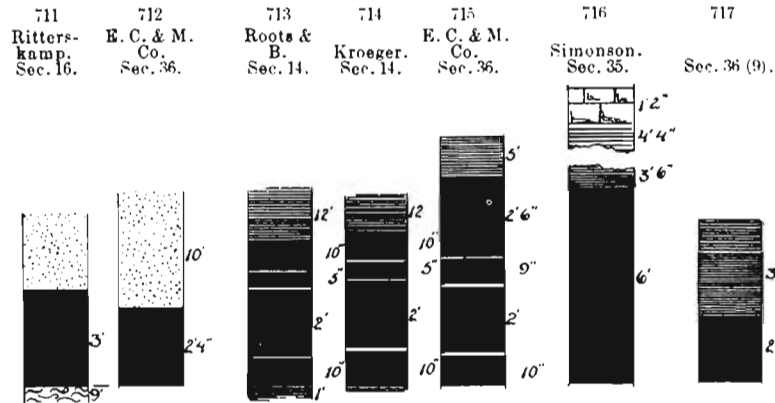 711
Ritters-
kamp.
Sec. 16.
9'
3'
712
E. C. & M.
Co.
Sec. 36.
10'
2'4"
713
Roots &
B.
Sec. 14.
12'
10"
5"
2'
10"
1'
714
Kroeger.
Sec. 14.
12
10"
5"
2'
10"
715
E. C. & M.
Co.
Sec. 36.
5'
2'6"
9"
2'
10"
716
Simonson.
Sec. 35.
1'2"
4'4"
3'6"
6'
717
Sec. 36 (9).
3
2